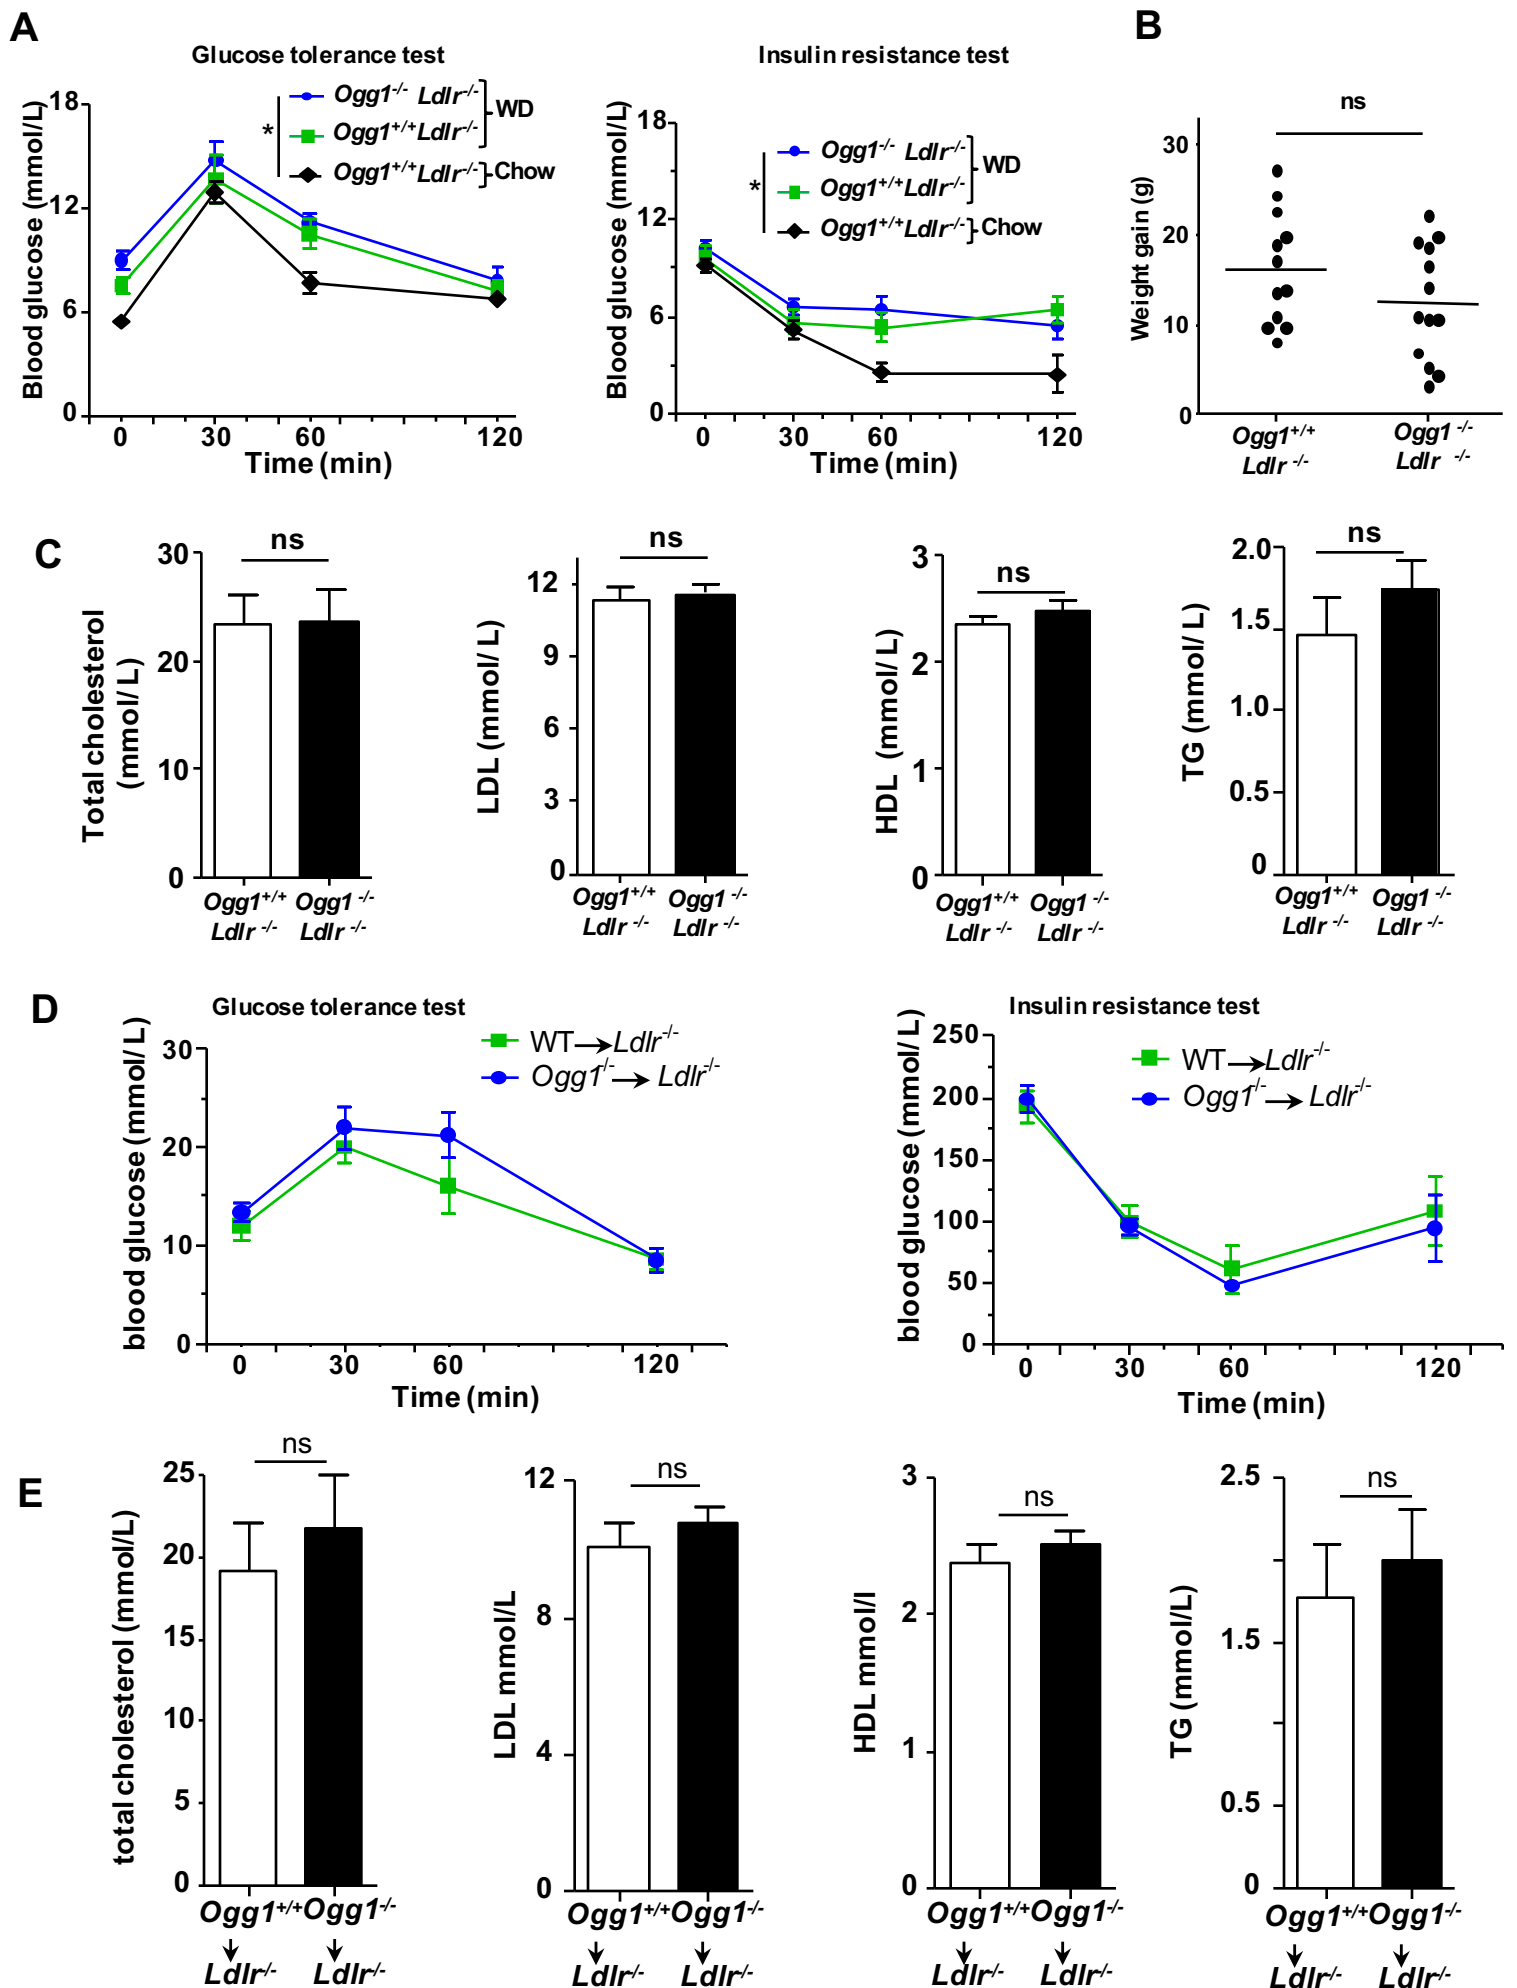 A
B
Glucose tolerance test
Insulin resistance test
Ogg1-/- Ldlr-/-
Ogg1+/+Ldlr-/-
WD
Ogg1+/+Ldlr-/-
Chow
*
Blood glucose (mmol/L)
18
12
6
0
0 30 60 120
Time (min)
Ogg1-/- Ldlr-/-
Ogg1+/+Ldlr-/-
WD
Ogg1+/+Ldlr-/-
Chow
*
Blood glucose (mmol/L)
18
12
6
0
0 30 60 120
Time (min)
ns
Weight gain (g)
30
20
10
0
Ogg1+/+ Ogg1 -/-
Ldlr -/- Ldlr -/-
C
ns
Total cholesterol
(mmol/ L)
30
20
10
0
Ogg1+/+ Ogg1 -/-
Ldlr -/- Ldlr -/-
ns
LDL (mmol/ L)
12
9
6
3
0
Ogg1+/+ Ogg1 -/-
Ldlr -/- Ldlr -/-
ns
HDL (mmol/ L)
3
2
1
0
Ogg1+/+ Ogg1 -/-
Ldlr -/- Ldlr -/-
ns
TG (mmol/ L)
2.0
1.5
1.0
0.5
0
Ogg1+/+ Ogg1 -/-
Ldlr -/- Ldlr -/-
D
Glucose tolerance test
WT→Ldlr-/-
Ogg1-/-→ Ldlr-/-
blood glucose (mmol/ L)
30
20
10
0
0 30 60 120
Time (min)
Insulin resistance test
WT→Ldlr-/-
Ogg1-/-→ Ldlr-/-
blood glucose (mmol/ L)
250
200
150
100
50
0
0 30 60 120
Time (min)
E
ns
total cholesterol (mmol/L)
25
20
15
10
5
0
Ogg1+/+Ogg1-/-
↓ ↓
Ldlr-/- Ldlr-/-
ns
LDL mmol/L
12
8
4
0
Ogg1+/+Ogg1-/-
↓ ↓
Ldlr-/- Ldlr-/-
ns
HDL mmol/l
3
2
1
0
Ogg1+/+Ogg1-/-
↓ ↓
Ldlr-/- Ldlr-/-
ns
TG (mmol/L)
2.5
1.5
0.5
0
Ogg1+/+Ogg1-/-
↓ ↓
Ldlr-/- Ldlr-/-